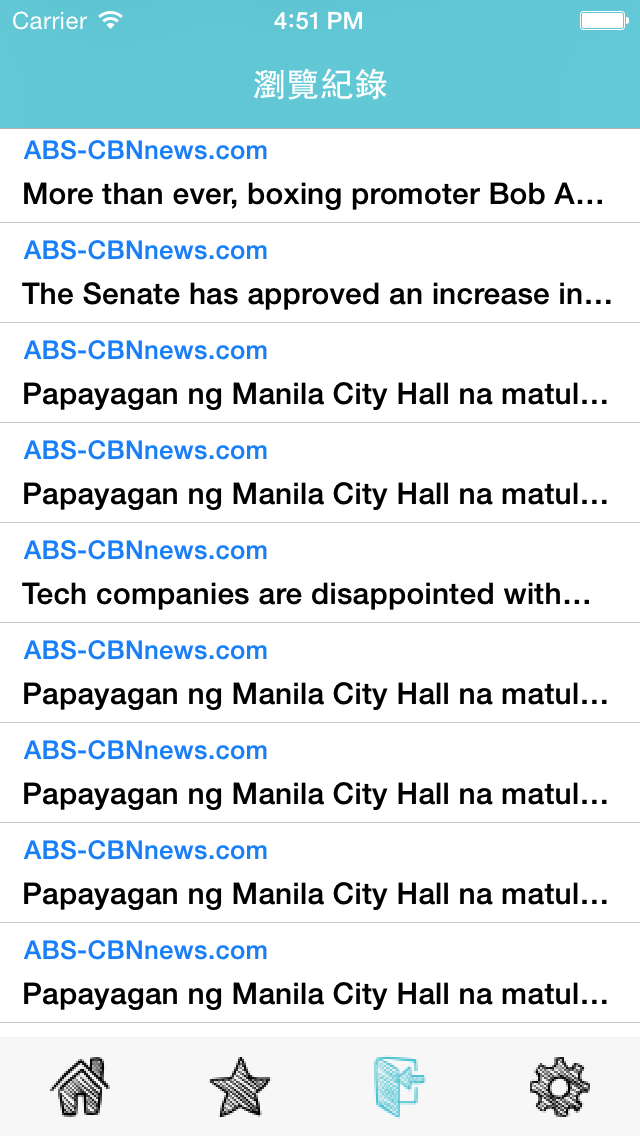 Carrier 4:51 PM
瀏覽紀錄
ABS-CBNnews.com
More than ever, boxing promoter Bob A...
ABS-CBNnews.com
The Senate has approved an increase in...
ABS-CBNnews.com
Papayagan ng Manila City Hall na matul...
ABS-CBNnews.com
Papayagan ng Manila City Hall na matul...
ABS-CBNnews.com
Tech companies are disappointed with...
ABS-CBNnews.com
Papayagan ng Manila City Hall na matul...
ABS-CBNnews.com
Papayagan ng Manila City Hall na matul...
ABS-CBNnews.com
Papayagan ng Manila City Hall na matul...
ABS-CBNnews.com
Papayagan ng Manila City Hall na matul...